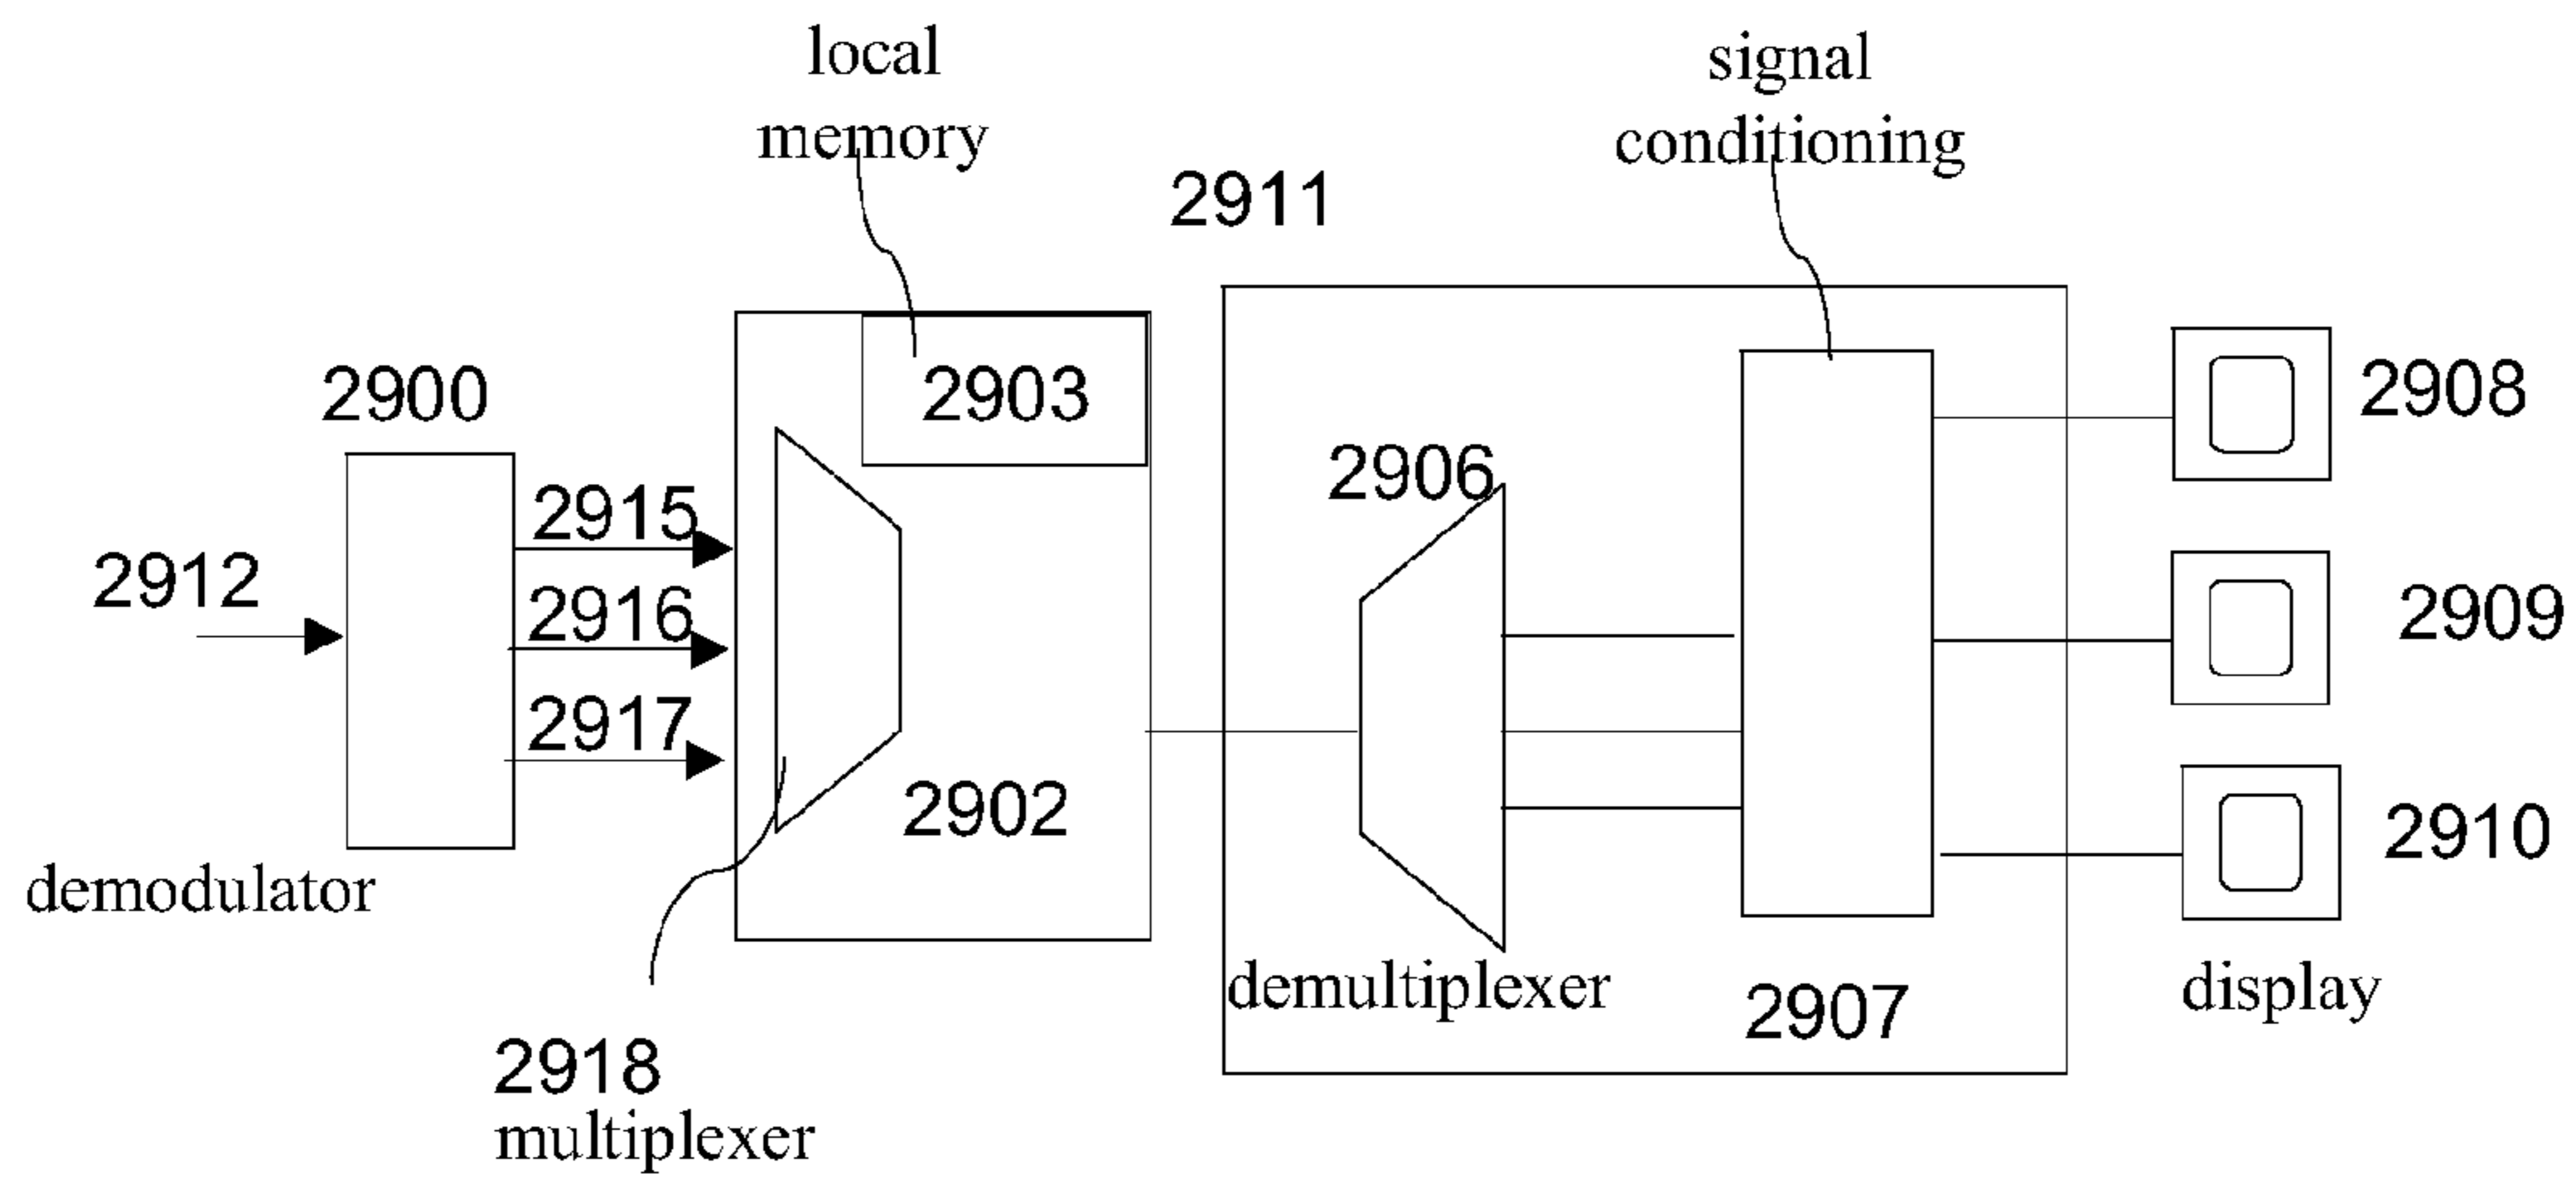 local
memory
signal
conditioning
2911
2900
2903
2908
2906
2915
2912
2916
2909
2917
2902
2910
demodulator
demultiplexer
display
2907
2918
multiplexer